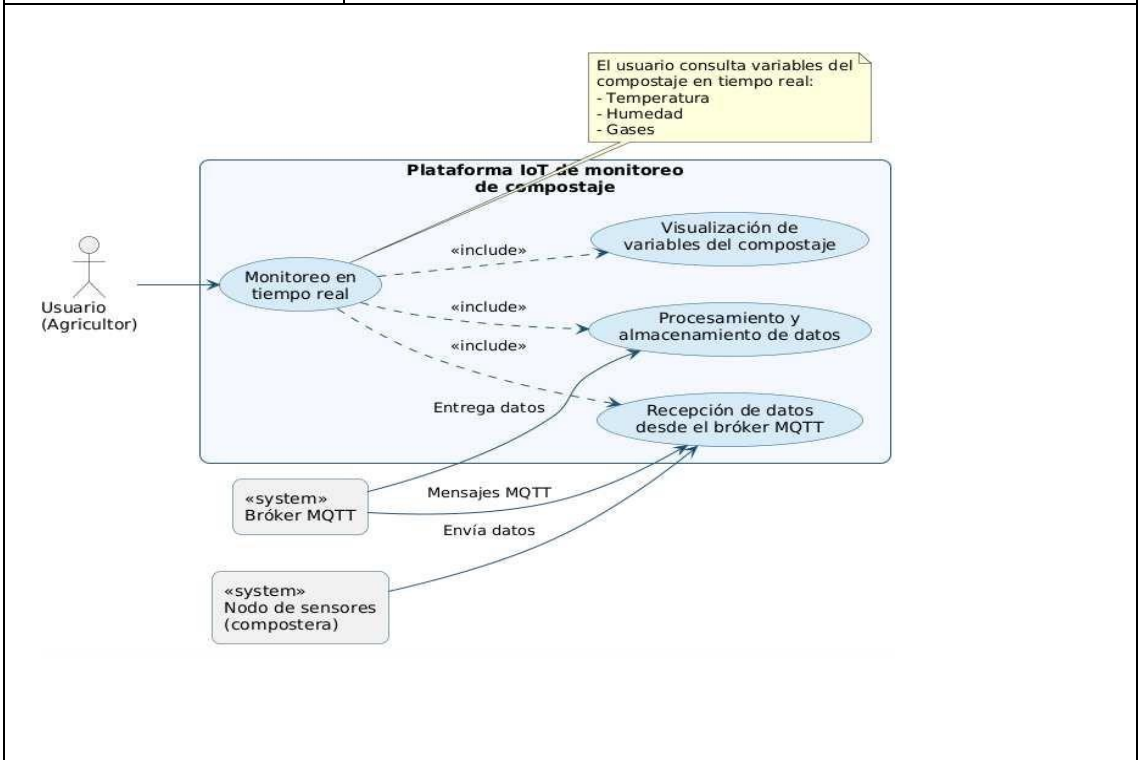 El usuario consulta variables del
compostaje en tiempo real:
- Temperatura
- Humedad
- Gases
Plataforma IoT de monitoreo
de compostaje
Visualización de
variables del compostaje
«include»
Monitoreo en
tiempo real
Usuario
(Agricultor)
«include»
Procesamiento y
almacenamiento de datos
«include»
Entrega datos
Recepción de datos
desde el bróker MQTT
«system»
Bróker MQTT
Mensajes MQTT
Envía datos
«system»
Nodo de sensores
(compostera)